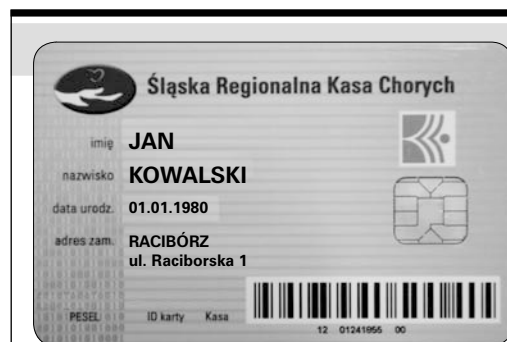 Śląska Regionalna Kasa Chorych
imię JAN
nazwisko KOWALSKI
data urodz. 01.01.1980
adres zam. RACIBÓRZ
ul. Raciborska 1
PESEL ID karty Kasa
12 01241955 00